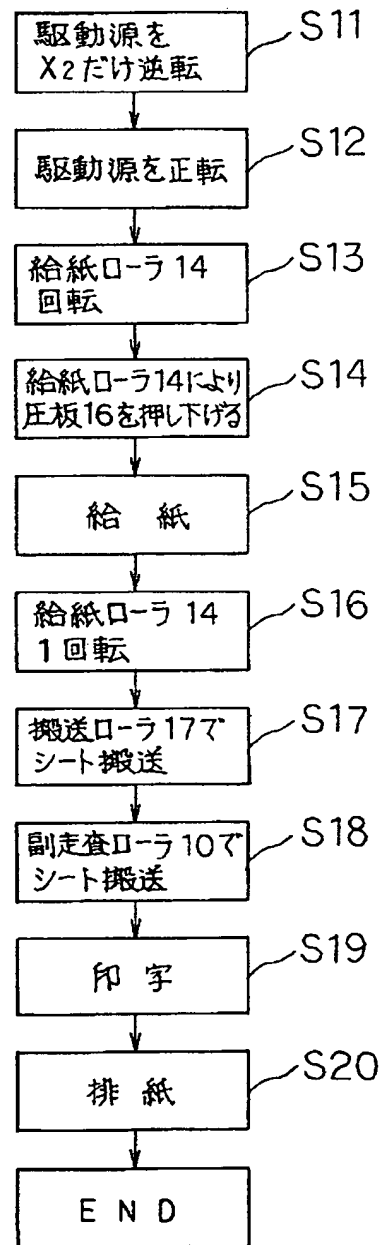 駆動源を
X2だけ逆転
S11
駆動源を正転
S12
給紙ローラ14
回転
S13
給紙ローラ14により
圧板16を押し下げる
S14
給 紙
S15
給紙ローラ14
1回転
S16
搬送ローラ17で
シート搬送
S17
副走査ローラ10で
シート搬送
S18
印字
S19
排紙
S20
END